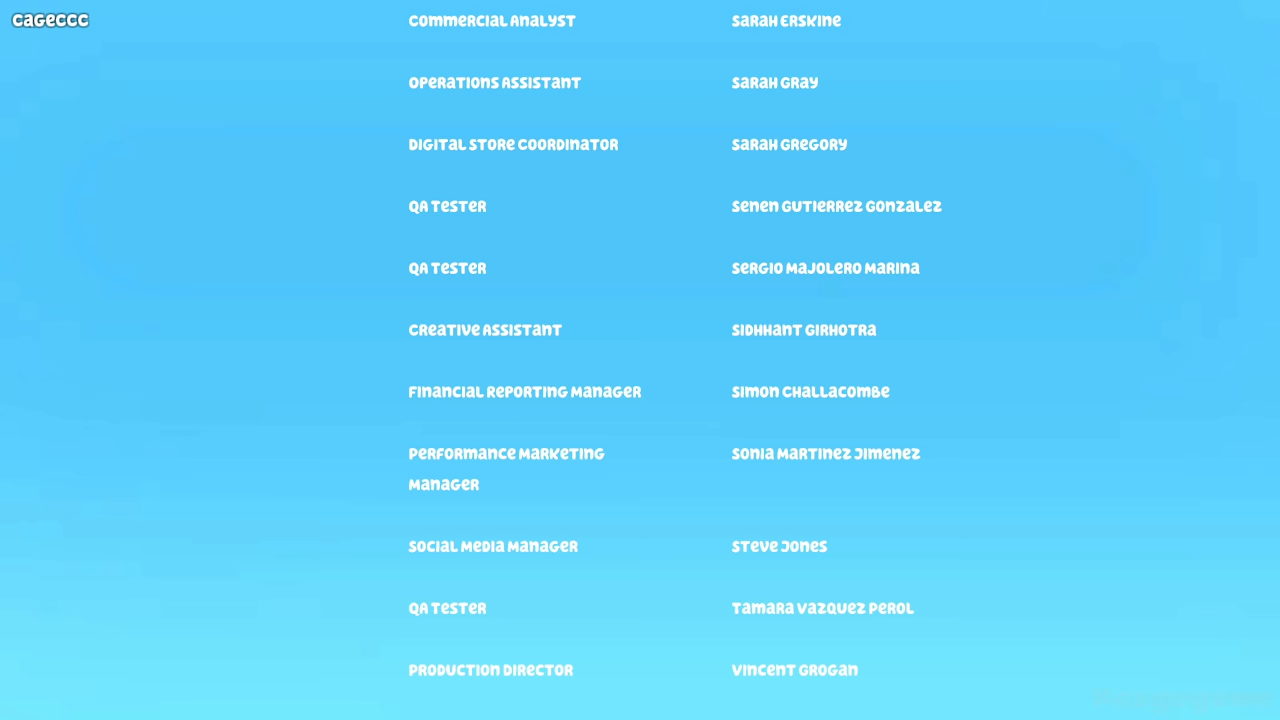 CAGECCC
COMMERCIAL ANALYST SARAH ERSKINE
OPERATIONS ASSISTANT SARAH GRAY
DIGITAL STORE COORDINATOR SARAH GREGORY
QA TESTER SENEN GUTIERREZ GONZALEZ
QA TESTER SERGIO MAJOLERO MARINA
CREATIVE ASSISTANT SIDHHANT GIRHOTRA
FINANCIAL REPORTING MANAGER SIMON CHALLACOMBE
PERFORMANCE MARKETING SONIA MARTINEZ JIMENEZ
MANAGER
SOCIAL MEDIA MANAGER STEVE JONES
QA TESTER TAMARA VAZQUEZ PEROL
PRODUCTION DIRECTOR VINCENT GROGAN